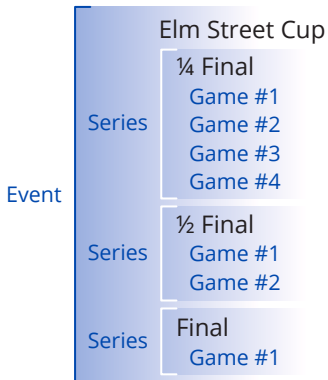 Elm Street Cup
¼ Final
Game #1
Series
Game #2
Game #3
Game #4
Event
½ Final
Series
Game #1
Game #2
Final
Series
Game #1